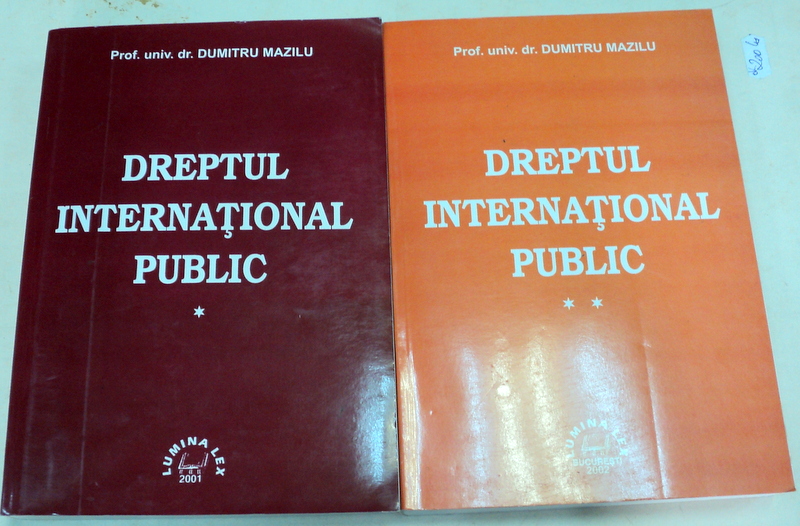 Prof. univ. dr. DUMITRU MAZILU
DREPTUL
INTERNAŢIONAL
PUBLIC
*
LUMINA LEX
2001
Prof. univ. dr. DUMITRU MAZILU
DREPTUL
INTERNAŢIONAL
PUBLIC
* *
LUMINA LEX
BUCUREŞTI
2002